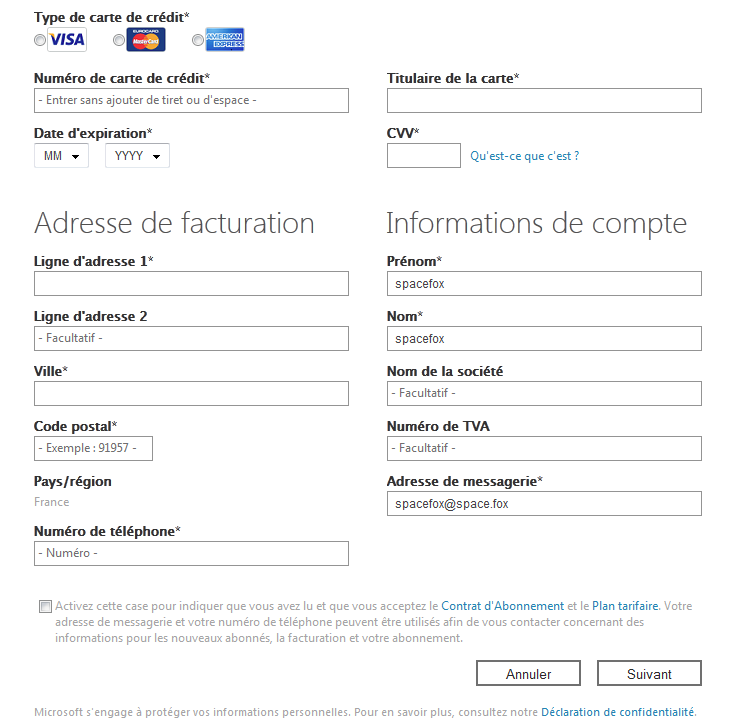 Type de carte de crédit*
VISA EUROCARD MasterCard AMERICAN EXPRESS
Numéro de carte de crédit* Titulaire de la carte*
- Entrer sans ajouter de tiret ou d'espace -
Date d'expiration* CVV*
MM YYYY Qu'est-ce que c'est ?
Adresse de facturation Informations de compte
Ligne d'adresse 1* Prénom*
spacefox
Ligne d'adresse 2 Nom*
- Facultatif - spacefox
Ville* Nom de la société
- Facultatif -
Code postal* Numéro de TVA
- Exemple : 91957 - - Facultatif -
Pays/région Adresse de messagerie*
France spacefox@space.fox
Numéro de téléphone*
- Numéro -
Activez cette case pour indiquer que vous avez lu et que vous acceptez le Contrat d'Abonnement et le Plan tarifaire. Votre
adresse de messagerie et votre numéro de téléphone peuvent être utilisés afin de vous contacter concernant des
informations pour les nouveaux abonnés, la facturation et votre abonnement.
Annuler Suivant
Microsoft s'engage à protéger vos informations personnelles. Pour en savoir plus, consultez notre Déclaration de confidentialité.